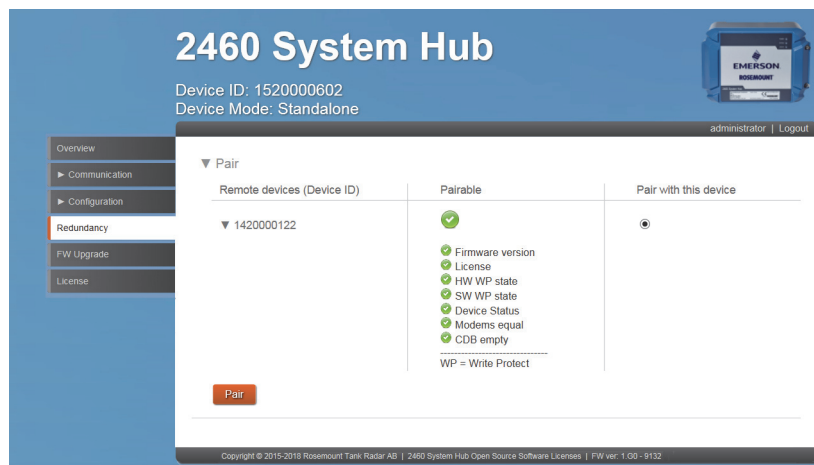 2460 System Hub
EMERSON
ROSEMOUNT
Device ID: 1520000602
Device Mode: Standalone
administrator | Logout
Overview
▶ Communication
▶ Configuration
Redundancy
FW Upgrade
License
▼ Pair
Remote devices (Device ID)
Pairable
Pair with this device
▼ 1420000122
Firmware version
License
HW WP state
SW WP state
Device Status
Modems equal
CDB empty
------------------------------
WP = Write Protect
Pair
Copyright © 2015-2018 Rosemount Tank Radar AB | 2460 System Hub Open Source Software Licenses | FW ver: 1.G0 - 9132